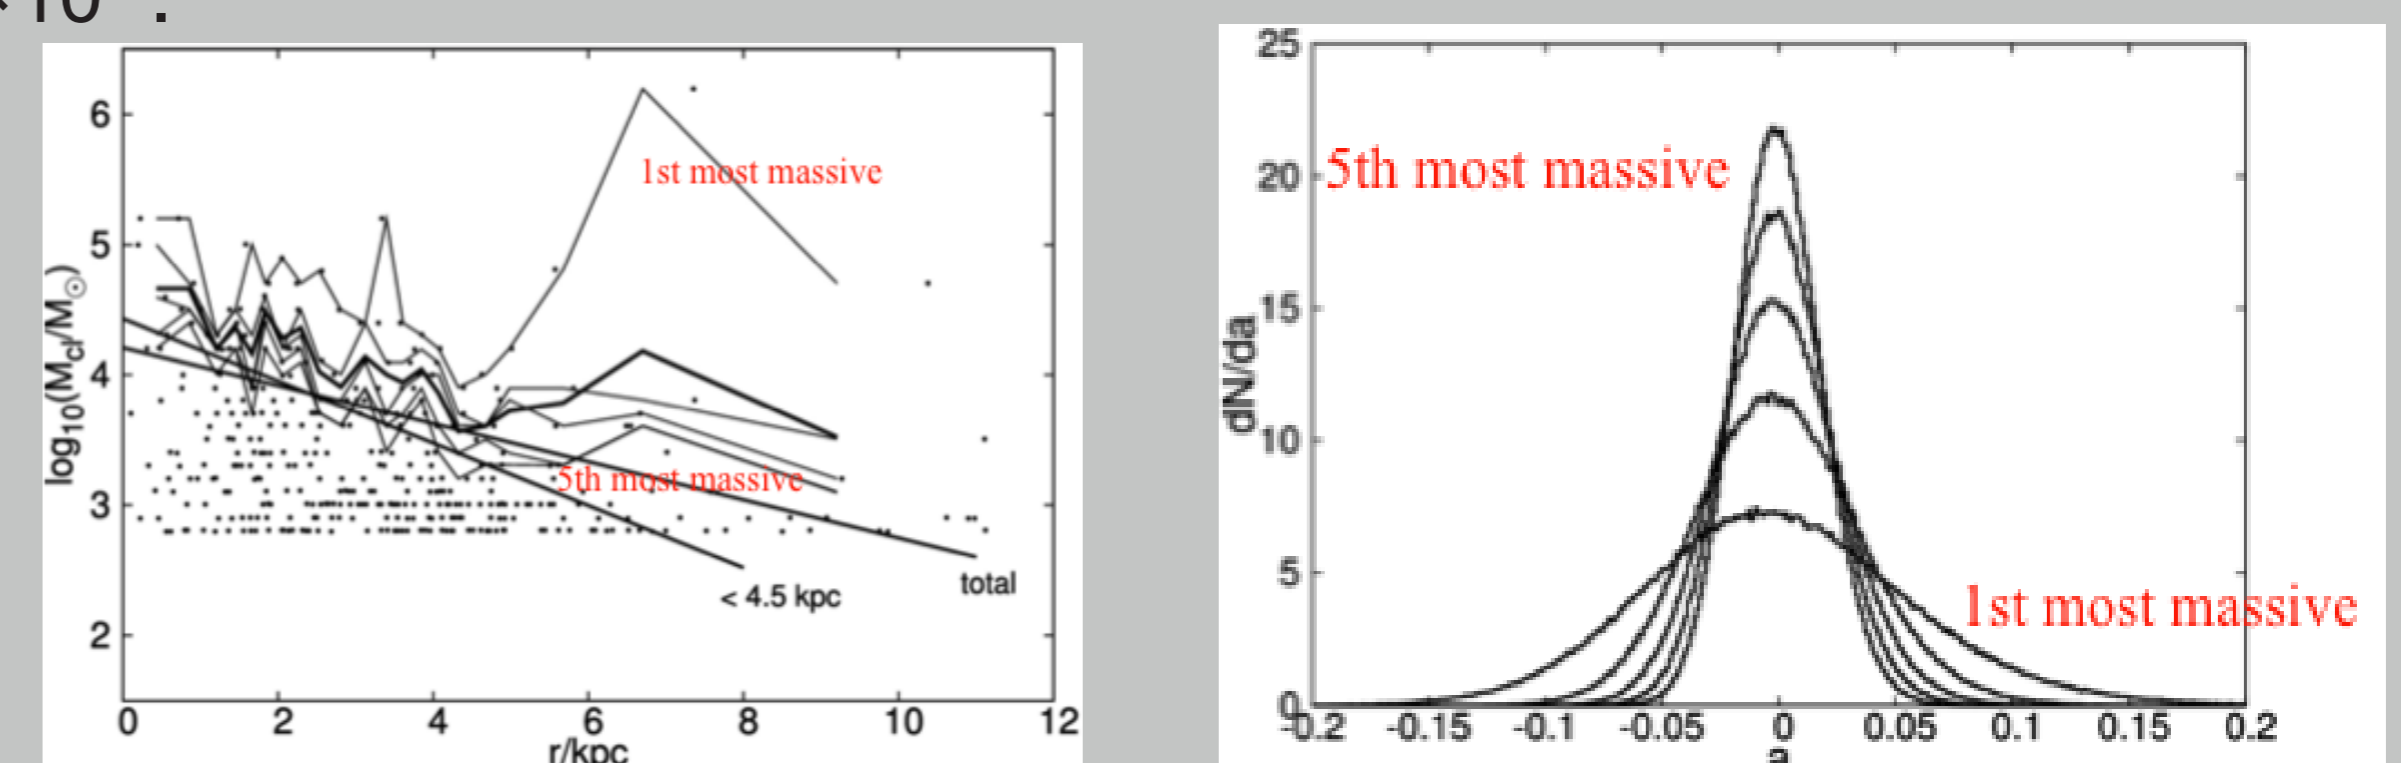 ×10 .
6
5
4
3
2
0 2 4 6 8 10 12
log10(Mcl/M☉)
r/kpc
1st most massive
5th most massive
< 4.5 kpc
total
25
20
15
10
5
0
-0.2 -0.15 -0.1 -0.05 0 0.05 0.1 0.15 0.2
dN/da
a
5th most massive
1st most massive